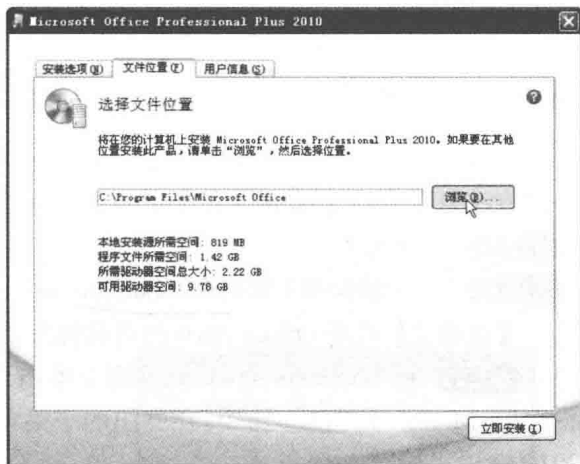 Microsoft Office Professional Plus 2010
安装选项(N) 文件位置(F) 用户信息(S)
选择文件位置
将在您的计算机上安装 Microsoft Office Professional Plus 2010。如果要在其他
位置安装此产品，请单击“浏览”，然后选择位置。
C:\Program Files\Microsoft Office
浏览(B)...
本地安装源所需空间: 819 MB
程序文件所需空间: 1.42 GB
所需驱动器空间总大小: 2.22 GB
可用驱动器空间: 9.78 GB
立即安装(I)